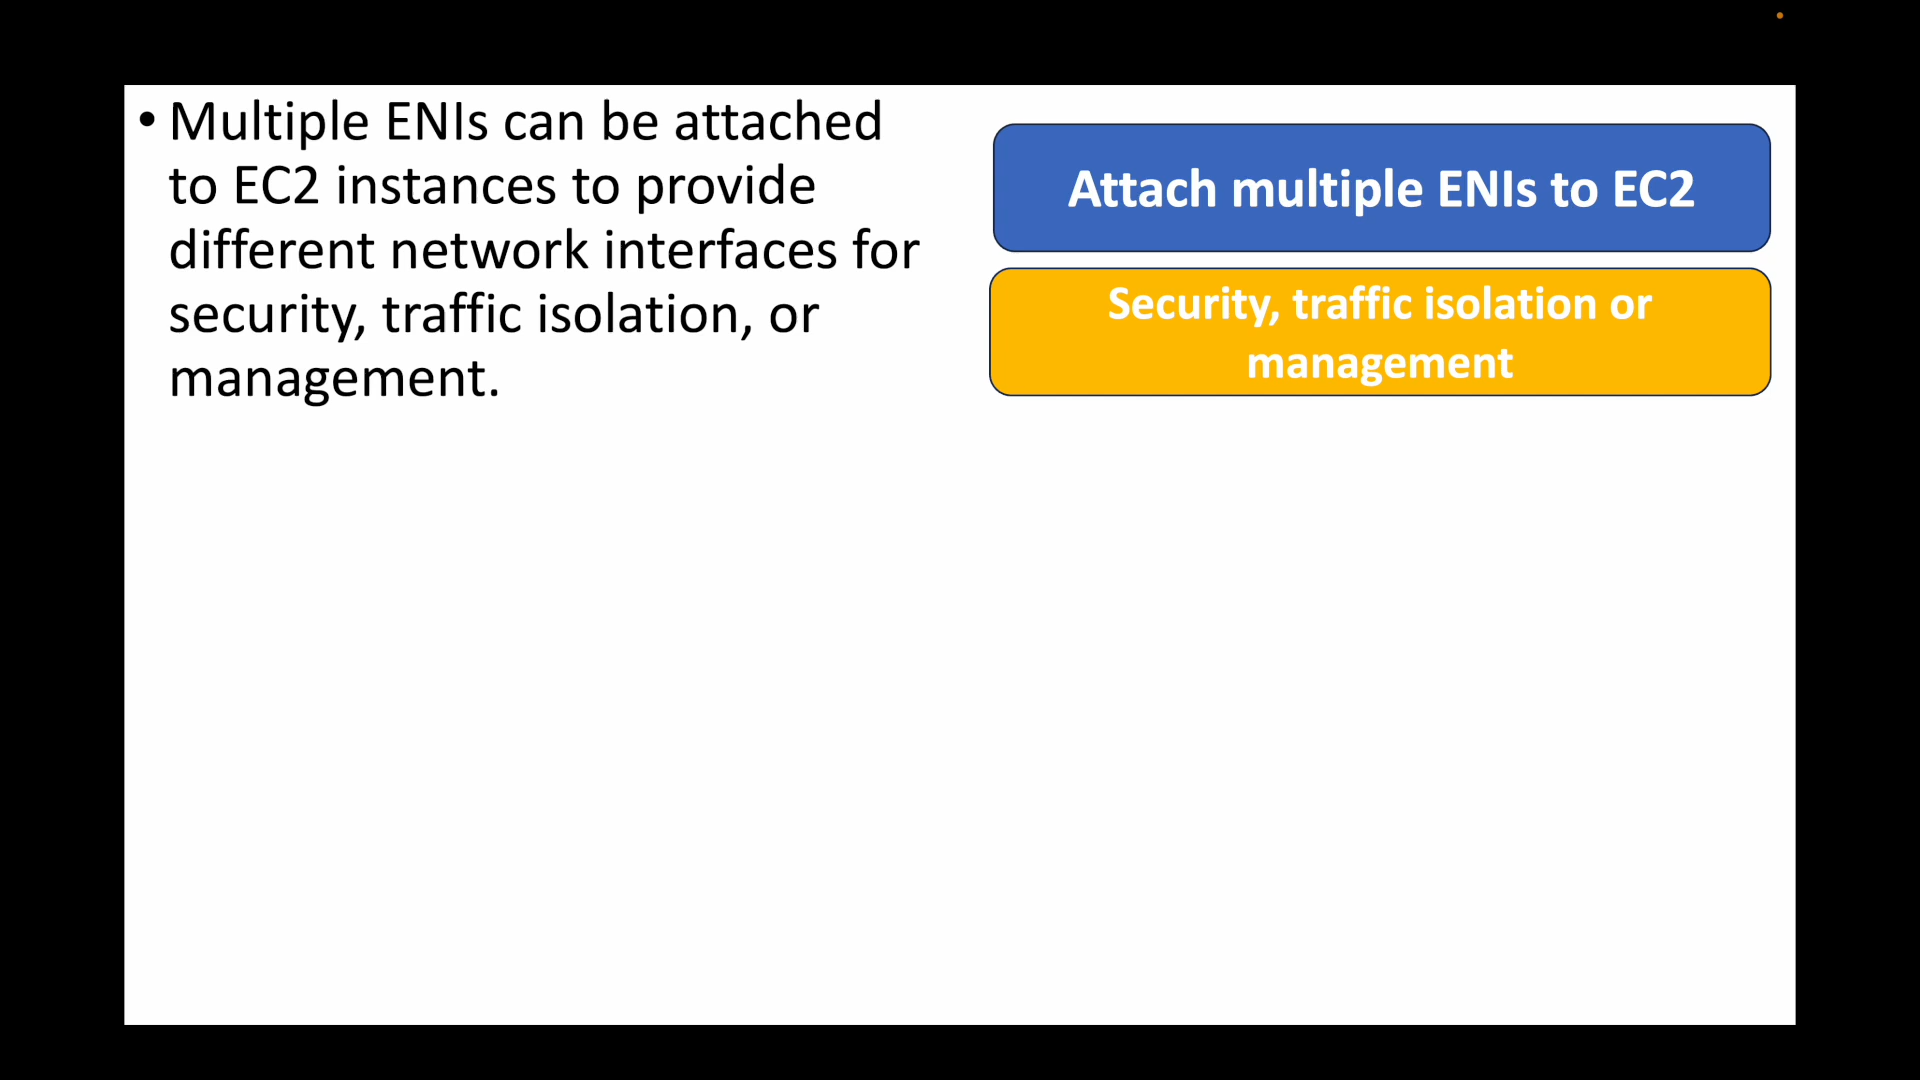 • Multiple ENIs can be attached
to EC2 instances to provide
different network interfaces for
security, traffic isolation, or
management.
Attach multiple ENIs to EC2
Security, traffic isolation or
management